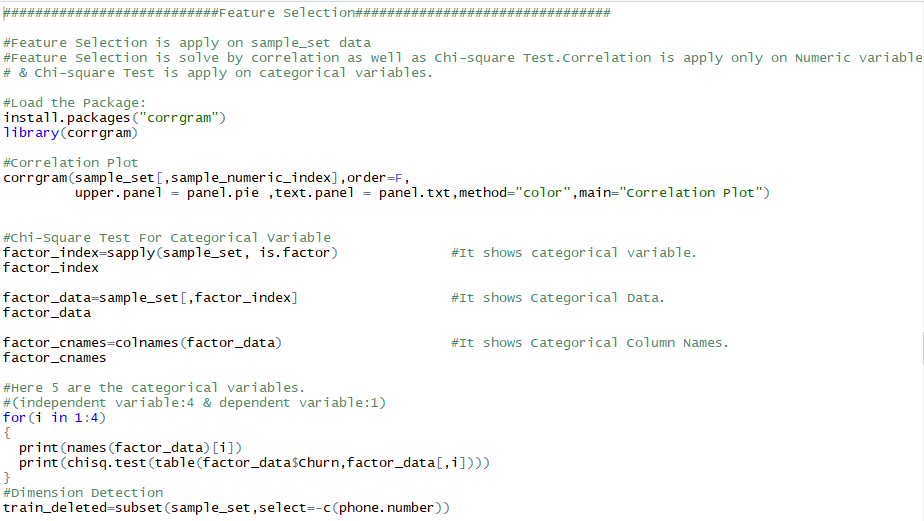 ###########################Feature Selection################################
#Feature Selection is apply on sample_set data
#Feature Selection is solve by correlation as well as Chi-square Test.Correlation is apply only on Numeric variable
# & Chi-square Test is apply on categorical variables.
#Load the Package:
install.packages("corrgram")
library(corrgram)
#Correlation Plot
corrgram(sample_set[,sample_numeric_index],order=F,
upper.panel = panel.pie ,text.panel = panel.txt,method="color",main="Correlation Plot")
#Chi-Square Test For Categorical Variable
factor_index=sapply(sample_set, is.factor) #It shows categorical variable.
factor_index
factor_data=sample_set[,factor_index] #It shows Categorical Data.
factor_data
factor_cnames=colnames(factor_data) #It shows Categorical Column Names.
factor_cnames
#Here 5 are the categorical variables.
#(independent variable:4 & dependent variable:1)
for(i in 1:4)
{
print(names(factor_data)[i])
print(chisq.test(table(factor_data$Churn,factor_data[,i])))
}
#Dimension Detection
train_deleted=subset(sample_set,select=-c(phone.number))